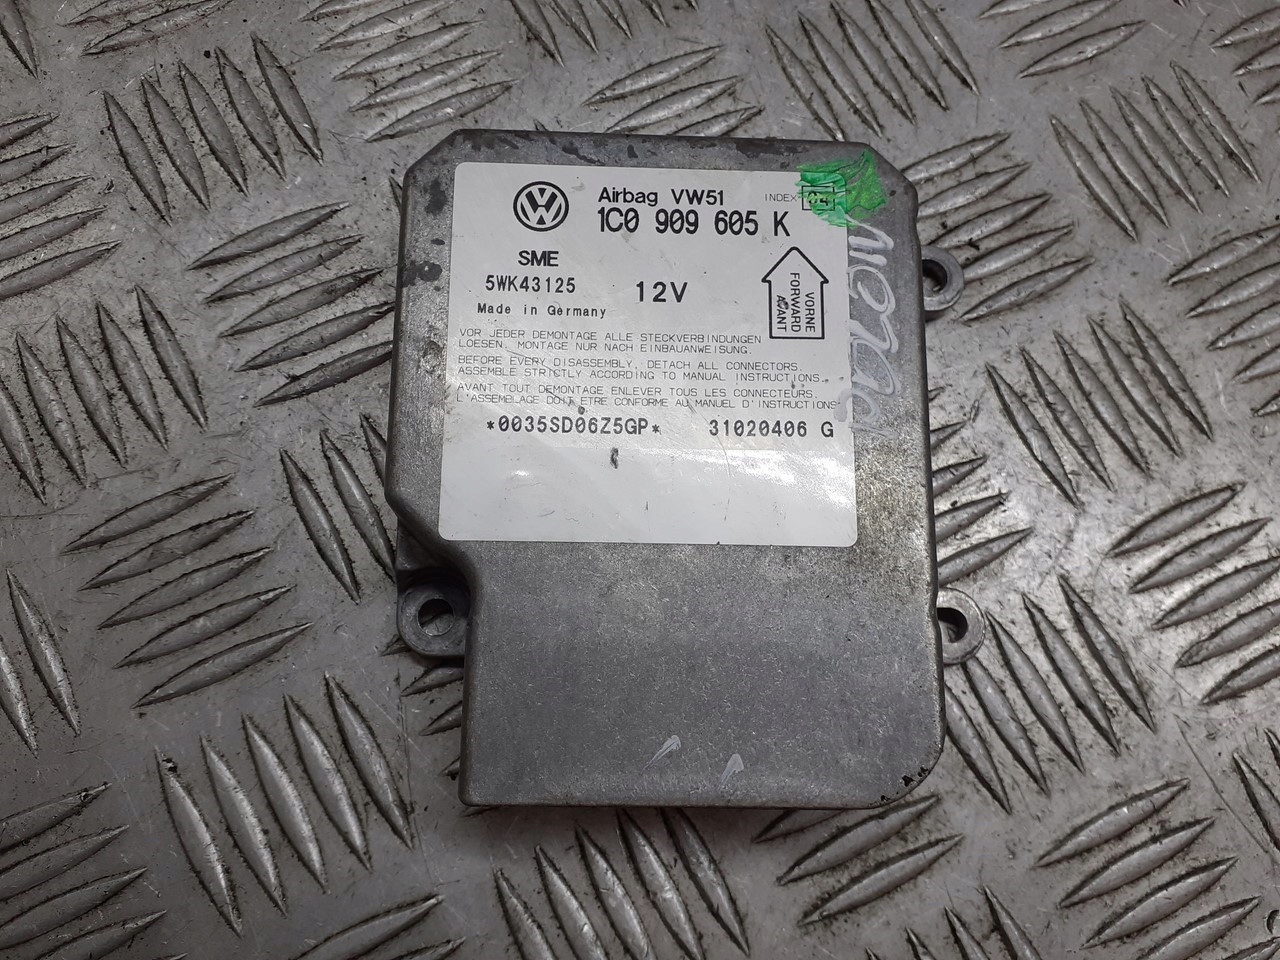 Airbag VW51 INDEX 04
1C0 909 605 K
SME
5WK43125 12V
Made in Germany
VORNE
FORWARD
AVANT
VOR JEDER DEMONTAGE ALLE STECKVERBINDUNGEN
LOESEN. MONTAGE NUR NACH EINBAUANWEISUNG.
BEFORE EVERY DISASSEMBLY, DETACH ALL CONNECTORS.
ASSEMBLE STRICTLY ACCORDING TO MANUAL INSTRUCTIONS.
AVANT TOUT DEMONTAGE ENLEVER TOUS LES CONNECTEURS.
L'ASSEMBLAGE DOIT ETRE CONFORME AU MANUEL D'INSTRUCTIONS
*0035SD06Z5GP* 31020406 G